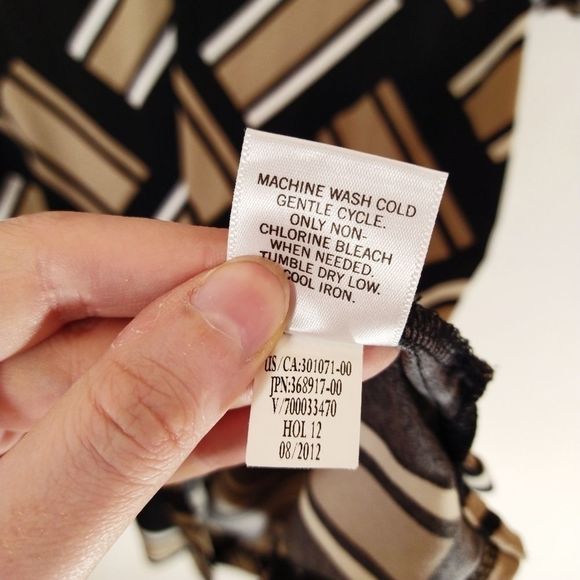 MACHINE WASH COLD
GENTLE CYCLE.
ONLY NON-
CHLORINE BLEACH
WHEN NEEDED.
TUMBLE DRY LOW.
COOL IRON.
US/CA:301071-00
JPN:368917-00
V/700033470
HOL 12
08/2012